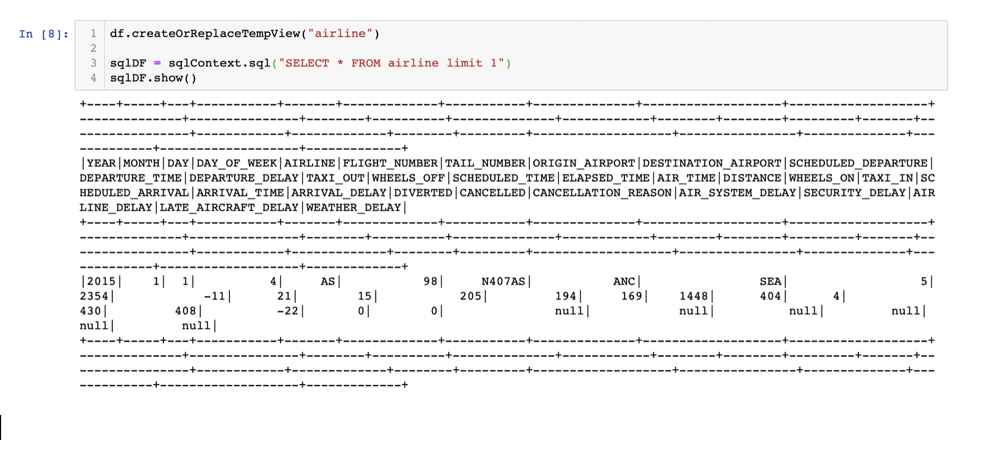 In [8]:
1 df.createOrReplaceTempView("airline")
2
3 sqlDF = sqlContext.sql("SELECT * FROM airline limit 1")
4 sqlDF.show()
+----+-----+---+-----------+-------+-------------+-----------+--------------+-------------------+-------------------+
--------------+---------------+--------+----------+--------------+------------+--------+--------+---------+-------+--
---------------+------------+-------------+--------+---------+-------------------+----------------+--------------+---
----------+-------------------+-------------+
|YEAR|MONTH|DAY|DAY_OF_WEEK|AIRLINE|FLIGHT_NUMBER|TAIL_NUMBER|ORIGIN_AIRPORT|DESTINATION_AIRPORT|SCHEDULED_DEPARTURE|
DEPARTURE_TIME|DEPARTURE_DELAY|TAXI_OUT|WHEELS_OFF|SCHEDULED_TIME|ELAPSED_TIME|AIR_TIME|DISTANCE|WHEELS_ON|TAXI_IN|SC
HEDULED_ARRIVAL|ARRIVAL_TIME|ARRIVAL_DELAY|DIVERTED|CANCELLED|CANCELLATION_REASON|AIR_SYSTEM_DELAY|SECURITY_DELAY|AIR
LINE_DELAY|LATE_AIRCRAFT_DELAY|WEATHER_DELAY|
+----+-----+---+-----------+-------+-------------+-----------+--------------+-------------------+-------------------+
--------------+---------------+--------+----------+--------------+------------+--------+--------+---------+-------+--
---------------+------------+-------------+--------+---------+-------------------+----------------+--------------+---
----------+-------------------+-------------+
|2015|    1|  1|          4|     AS|           98|     N407AS|           ANC|                SEA|                  5|
2354|            -11|      21|        15|           205|         194|     169|    1448|      404|      4|
430|         408|          -22|       0|        0|               null|            null|          null|         null|
null|         null|
+----+-----+---+-----------+-------+-------------+-----------+--------------+-------------------+-------------------+
--------------+---------------+--------+----------+--------------+------------+--------+--------+---------+-------+--
---------------+------------+-------------+--------+---------+-------------------+----------------+--------------+---
----------+-------------------+-------------+